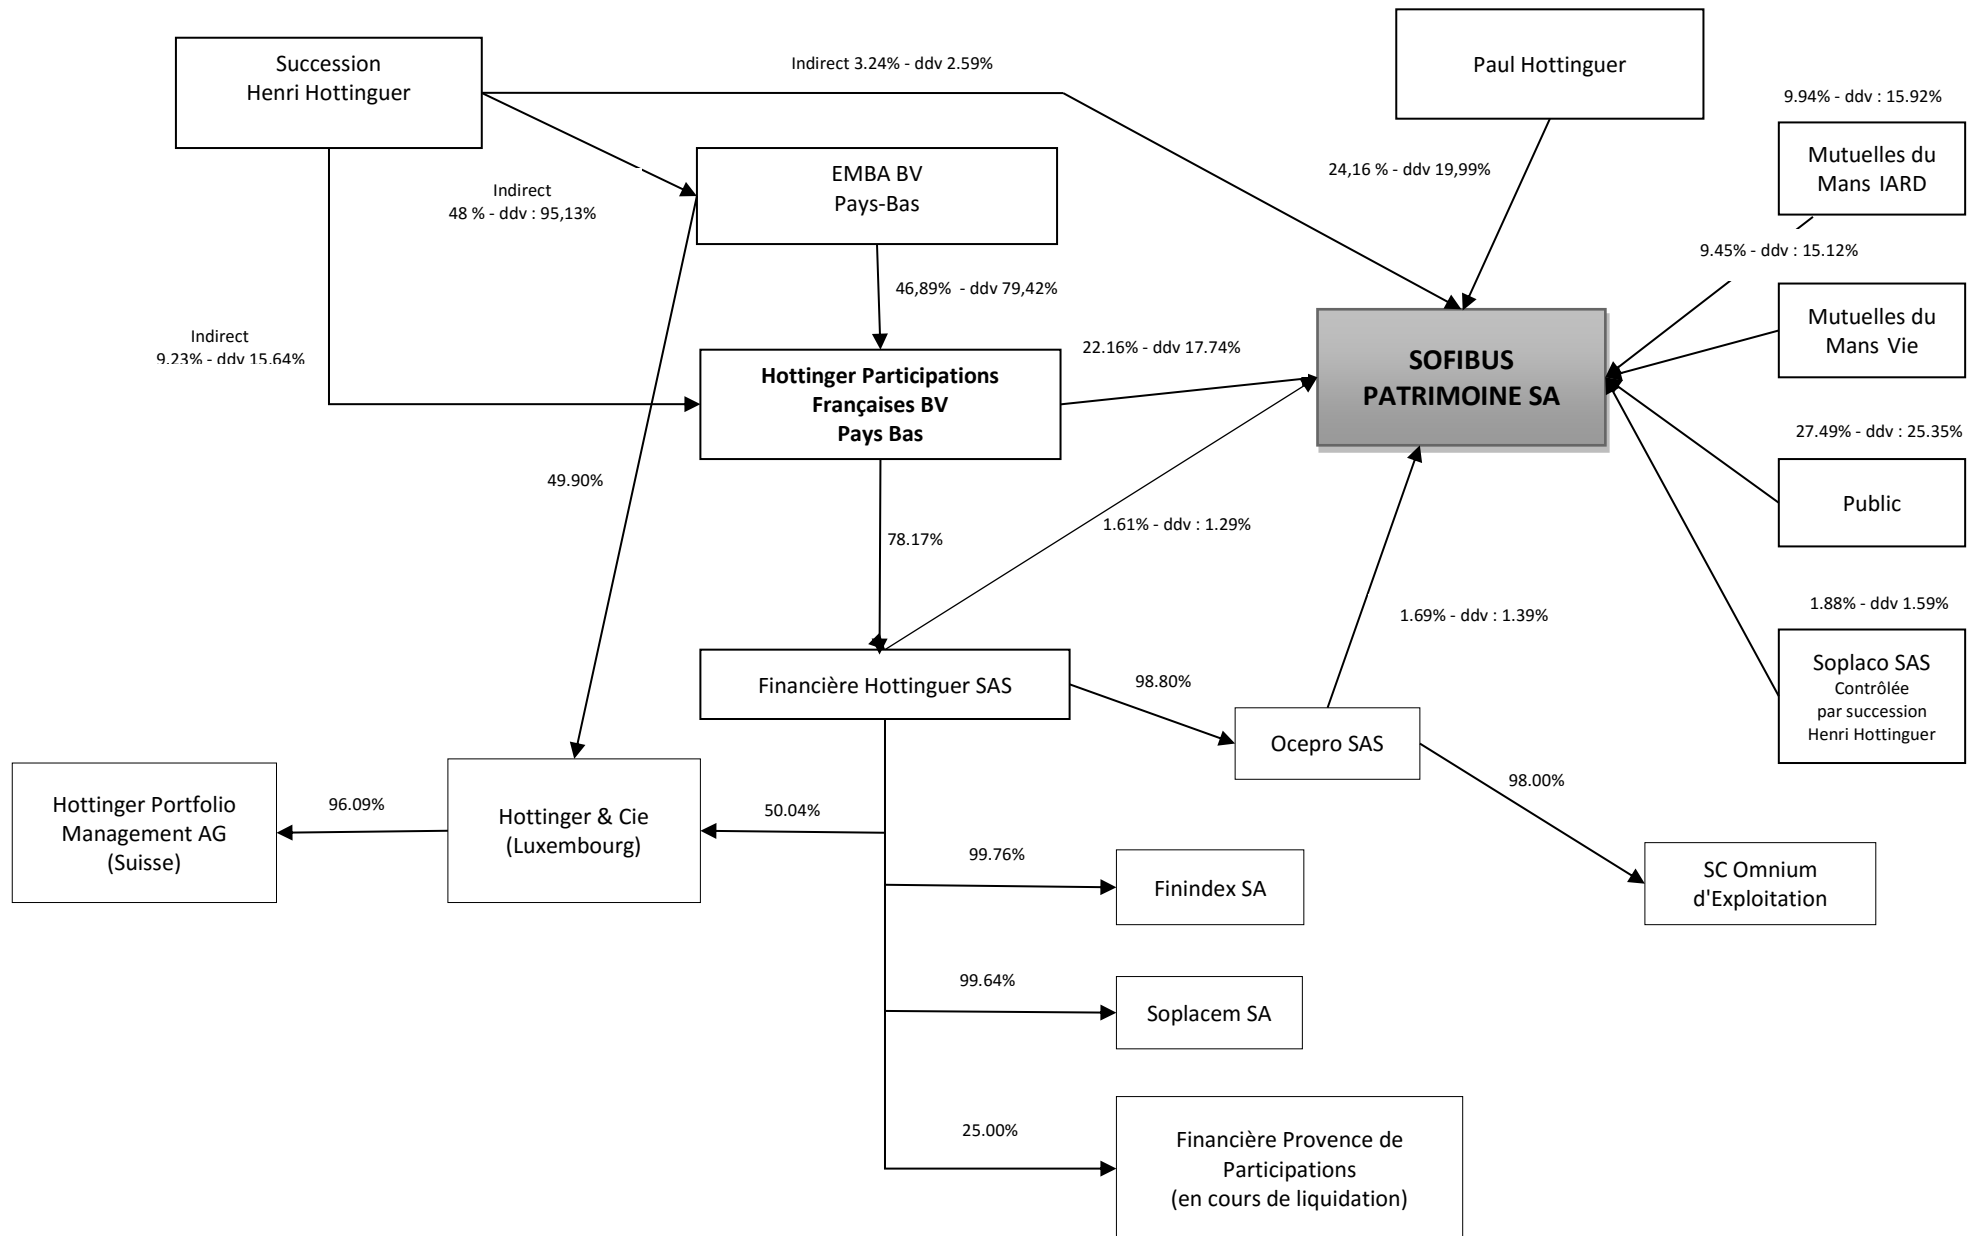 Succession
Henri Hottinguer
Indirect 3.24% - ddv 2.59%
Paul Hottinguer
9.94% - ddv : 15.92%
Mutuelles du
Mans IARD
EMBA BV
Pays-Bas
Indirect
48 % - ddv : 95,13%
24,16 % - ddv 19,99%
9.45% - ddv : 15.12%
46,89% - ddv 79,42%
Mutuelles du
Mans Vie
Indirect
9.23% - ddv 15.64%
22.16% - ddv 17.74%
Hottinger Participations
Françaises BV
Pays Bas
SOFIBUS
PATRIMOINE SA
27.49% - ddv : 25.35%
Public
49.90%
78.17%
1.61% - ddv : 1.29%
1.69% - ddv : 1.39%
1.88% - ddv 1.59%
Soplaco SAS
Contrôlée
par succession
Henri Hottinguer
Financière Hottinguer SAS
98.80%
Ocepro SAS
98.00%
Hottinger Portfolio
Management AG
(Suisse)
96.09%
Hottinger & Cie
(Luxembourg)
50.04%
99.76%
Finindex SA
SC Omnium
d'Exploitation
99.64%
Soplacem SA
25.00%
Financière Provence de
Participations
(en cours de liquidation)